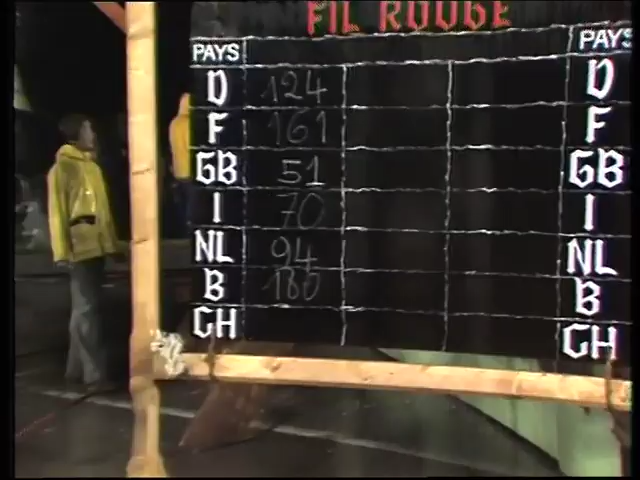 FIL ROUGE
PAYS PAYS
D 124 D
F 161 F
GB 51 GB
I 70 I
NL 94 NL
B 180 B
CH CH